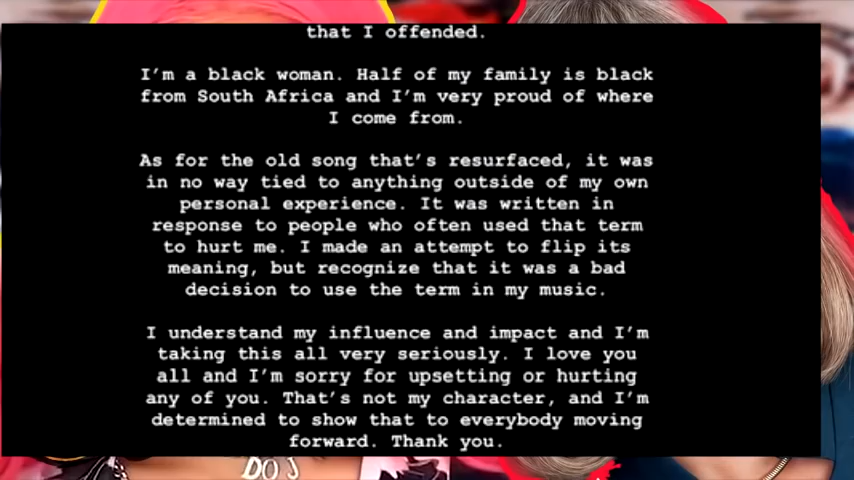 that I offended.
I'm a black woman. Half of my family is black
from South Africa and I'm very proud of where
I come from.
As for the old song that's resurfaced, it was
in no way tied to anything outside of my own
personal experience. It was written in
response to people who often used that term
to hurt me. I made an attempt to flip its
meaning, but recognize that it was a bad
decision to use the term in my music.
I understand my influence and impact and I'm
taking this all very seriously. I love you
all and I'm sorry for upsetting or hurting
any of you. That's not my character, and I'm
determined to show that to everybody moving
forward. Thank you.
DOJ